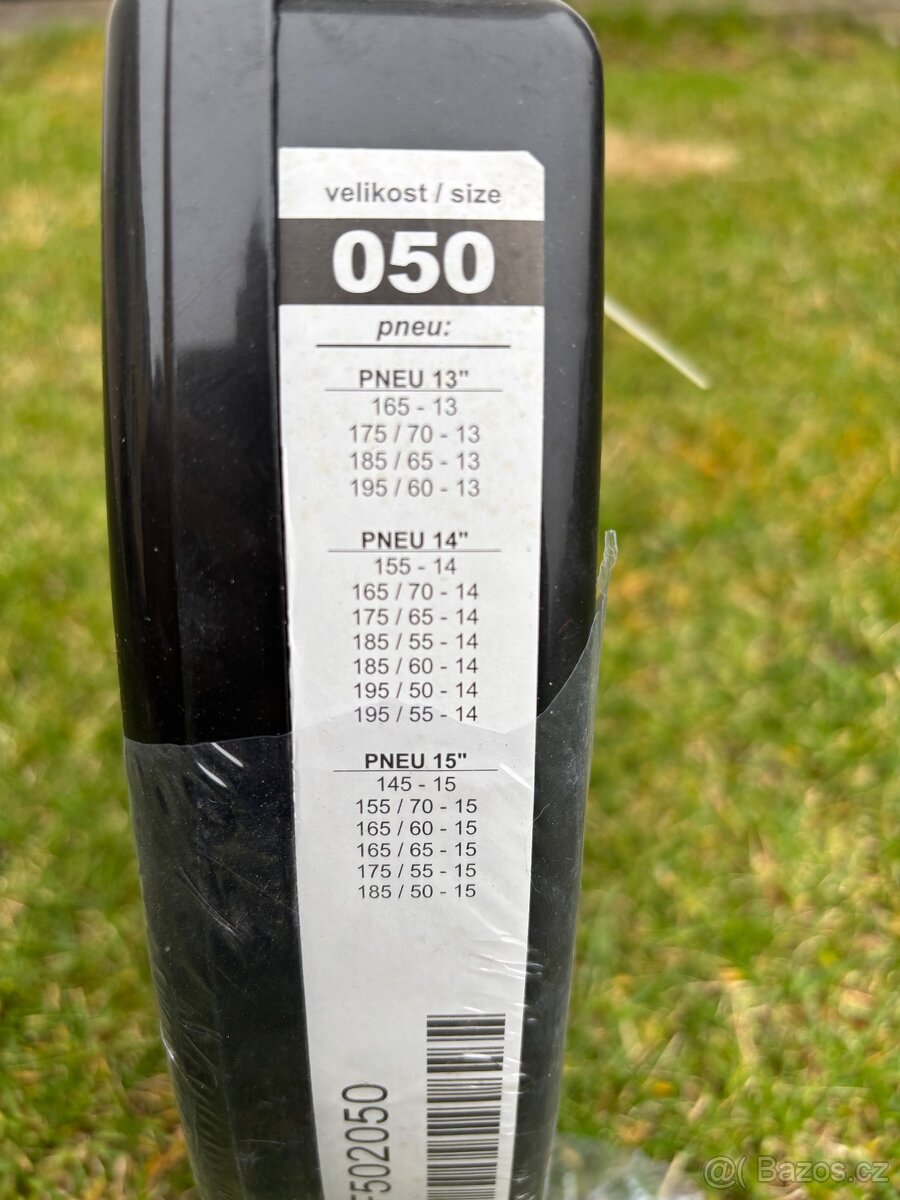 velikost / size
050
pneu:
PNEU 13"
165 - 13
175 / 70 - 13
185 / 65 - 13
195 / 60 - 13
PNEU 14"
155 - 14
165 / 70 - 14
175 / 65 - 14
185 / 55 - 14
185 / 60 - 14
195 / 50 - 14
195 / 55 - 14
PNEU 15"
145 - 15
155 / 70 - 15
165 / 60 - 15
165 / 65 - 15
175 / 55 - 15
185 / 50 - 15
F502050
@ Bazos.cz